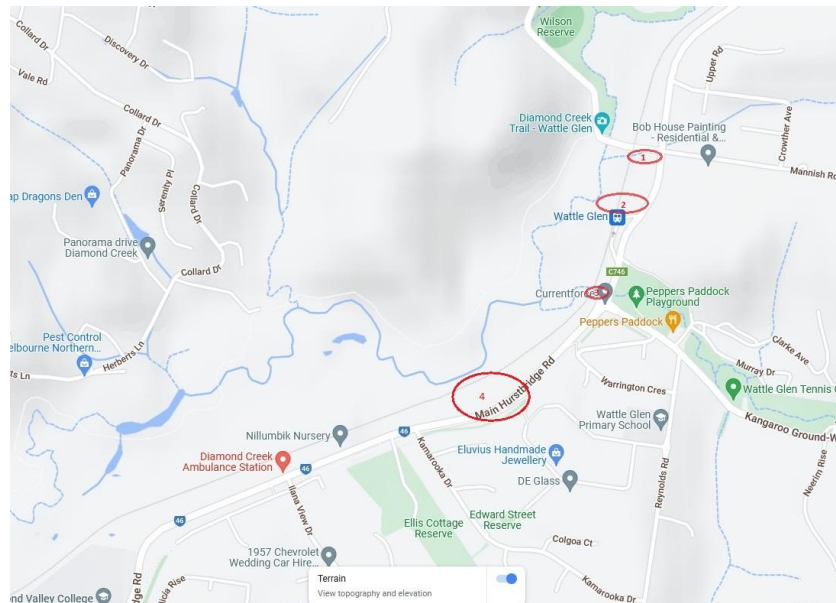 Collard Dr
Discovery Dr
Vale Rd
Collard Dr
Panorama Dr
Serenity Pl
Collard Dr
ap Dragons Den
Panorama drive
Diamond Creek
Collard Dr
Pest Control
elbourne Northern...
Herberts Ln
ts Ln
Wilson
Reserve
Upper Rd
Diamond Creek
Trail - Wattle Glen
Bob House Painting
- Residential &...
Crowther Ave
1
Mannish Rd
2
Wattle Glen
C746
Currentforce
3
Peppers Paddock
Playground
Peppers Paddock
Clarke Ave
Murray Dr
Warrington Cres
Wattle Glen Tennis C
Main Hurstbridge Rd
4
Wattle Glen
Primary School
Kangaroo Ground-W
Nillumbik Nursery
46
Diamond Creek
Ambulance Station
46
Kamarooka Dr
Eluvius Handmade
Jewellery
DE Glass
Reynolds Rd
Neerim Rise
46
Ilana View Dr
Ellis Cottage
Reserve
Edward Street
Reserve
Colgoa Ct
1957 Chevrolet
Wedding Car Hire...
Kamarooka Dr
ond Valley College
dge Rd
licia Rise
Terrain
View topography and elevation